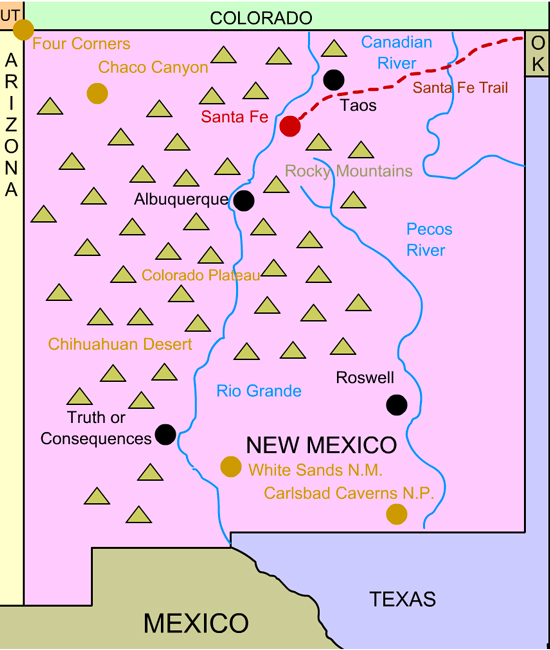 UT
COLORADO
Four Corners
Canadian
River
O
K
ARIZONA
Chaco Canyon
Santa Fe Trail
Taos
Santa Fe
Rocky Mountains
Albuquerque
Pecos
River
Colorado Plateau
Chihuahuan Desert
Roswell
Rio Grande
Truth or
Consequences
NEW MEXICO
White Sands N.M.
Carlsbad Caverns N.P.
TEXAS
MEXICO